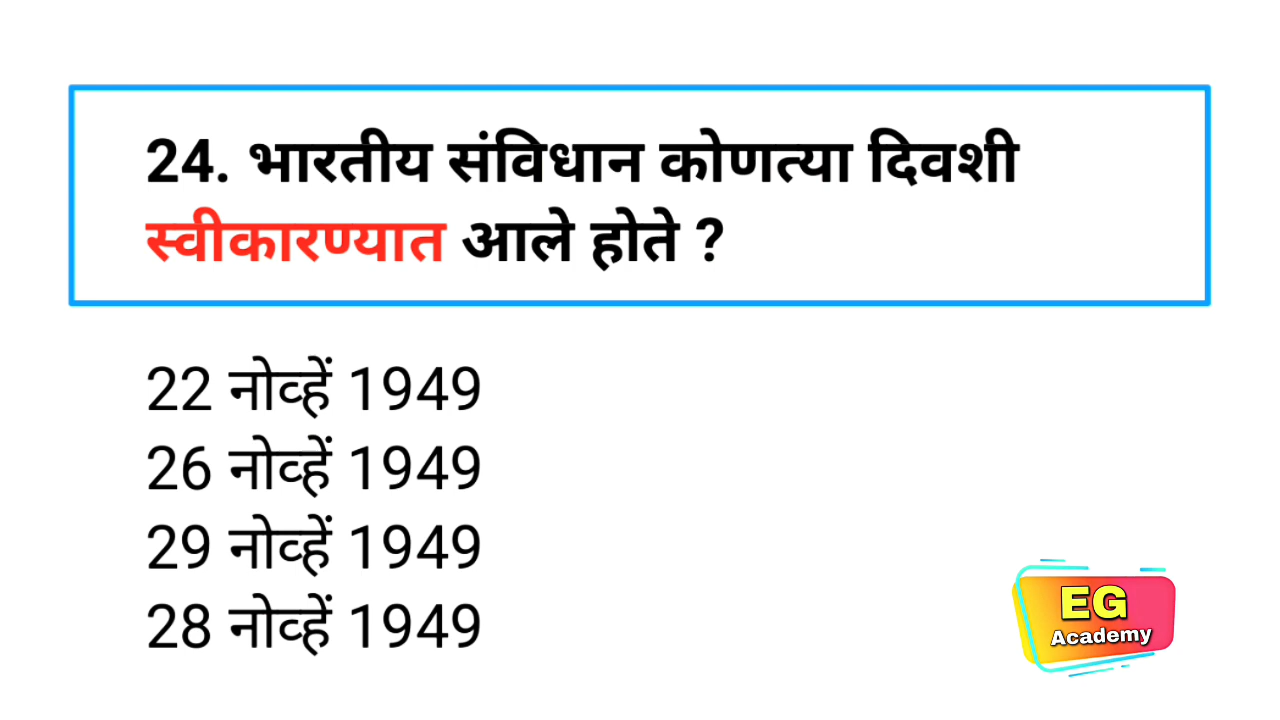 24. भारतीय संविधान कोणत्या दिवशी
स्वीकारण्यात आले होते ?
22 नोव्हें 1949
26 नोव्हें 1949
29 नोव्हें 1949
28 नोव्हें 1949
EG
Academy